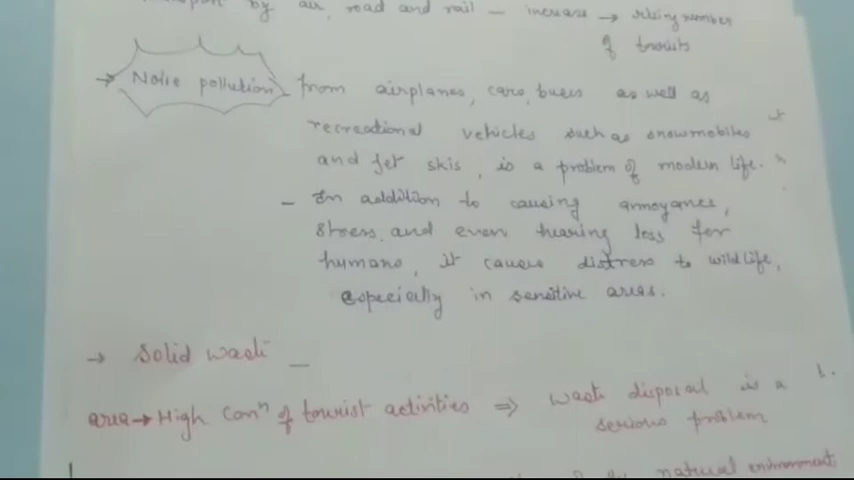 by air, road and rail - increase → rising number
of tourists
→ Noise pollution - from airplanes, cars, buses as well as
recreational vehicles such as snowmobiles
and jet skis, is a problem of modern life.
- In addition to causing annoyance,
stress, and even hearing loss for
humans, it causes distress to wildlife,
especially in sensitive areas.
→ Solid waste -
area → High Conⁿ of tourist activities ⇒ waste disposal is a
serious problem
natural environment